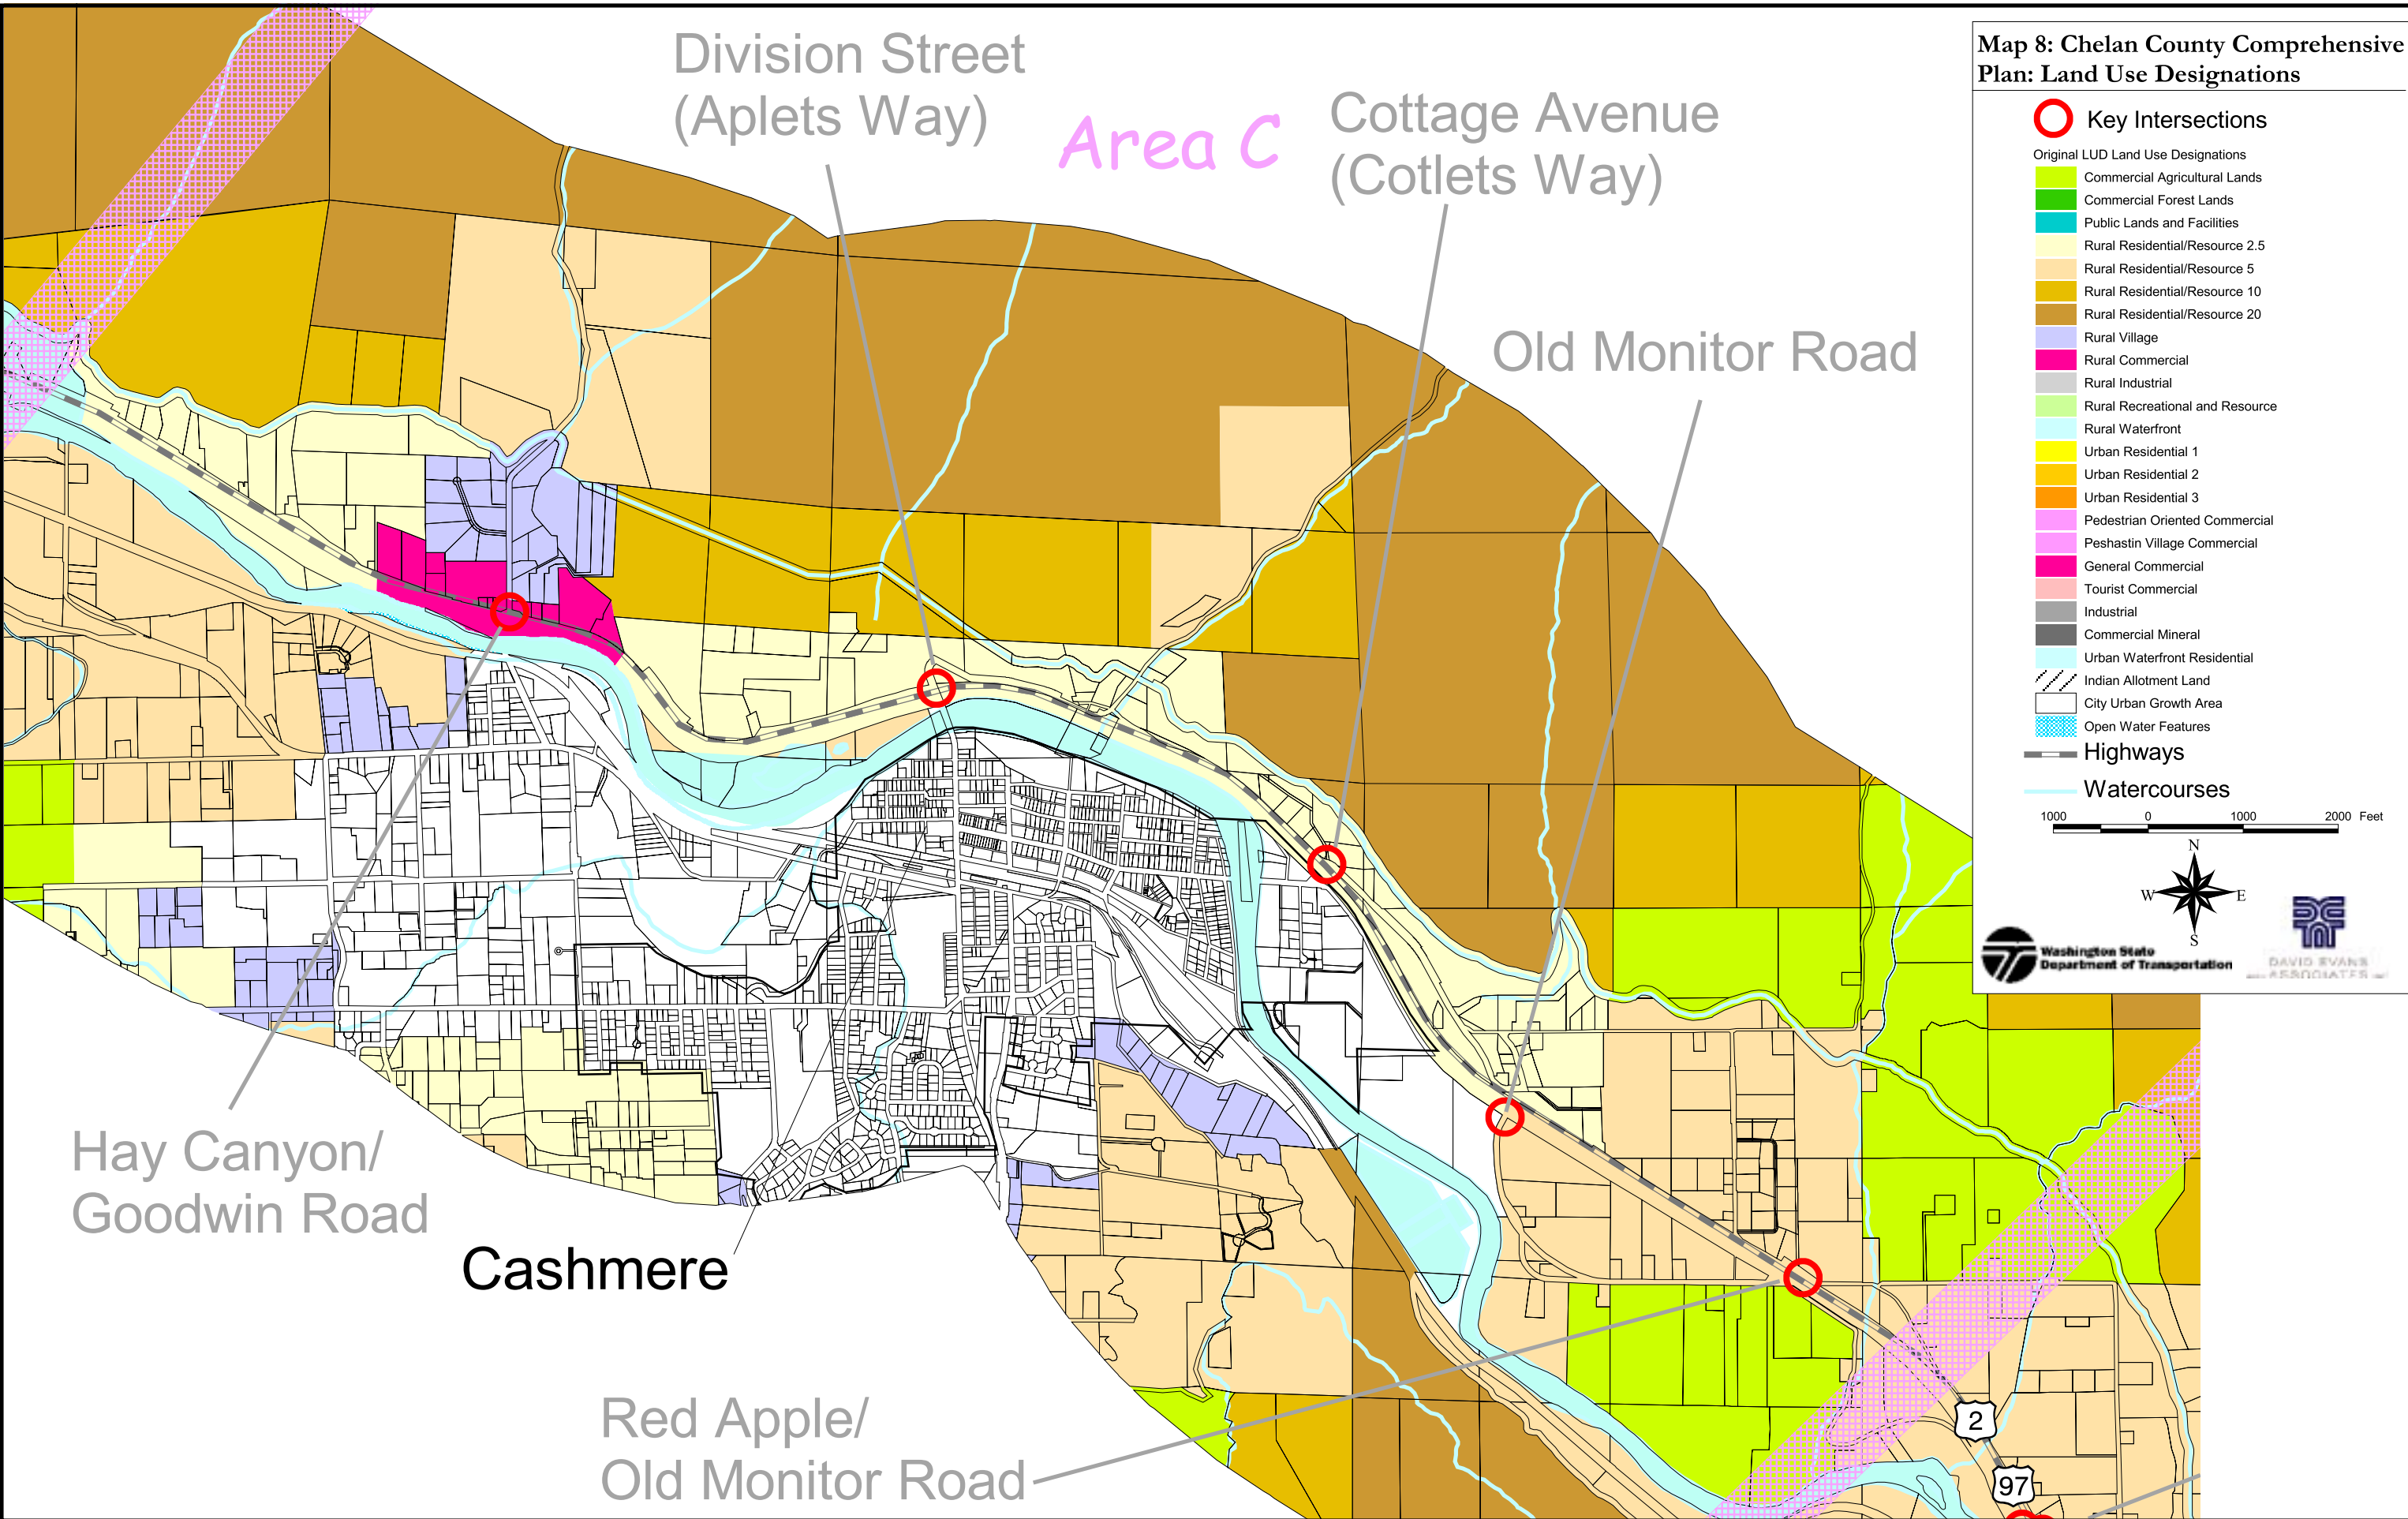 Division Street
(Aplets Way)
Area C
Cottage Avenue
(Cotlets Way)
Old Monitor Road
Hay Canyon/
Goodwin Road
Cashmere
Red Apple/
Old Monitor Road
2
97
Map 8: Chelan County Comprehensive
Plan: Land Use Designations
Key Intersections
Original LUD Land Use Designations
Commercial Agricultural Lands
Commercial Forest Lands
Public Lands and Facilities
Rural Residential/Resource 2.5
Rural Residential/Resource 5
Rural Residential/Resource 10
Rural Residential/Resource 20
Rural Village
Rural Commercial
Rural Industrial
Rural Recreational and Resource
Rural Waterfront
Urban Residential 1
Urban Residential 2
Urban Residential 3
Pedestrian Oriented Commercial
Peshastin Village Commercial
General Commercial
Tourist Commercial
Industrial
Commercial Mineral
Urban Waterfront Residential
Indian Allotment Land
City Urban Growth Area
Open Water Features
Highways
Watercourses
1000 0 1000 2000 Feet
N
W E
S
Washington State
Department of Transportation
DAVID EVANS
ASSOCIATES